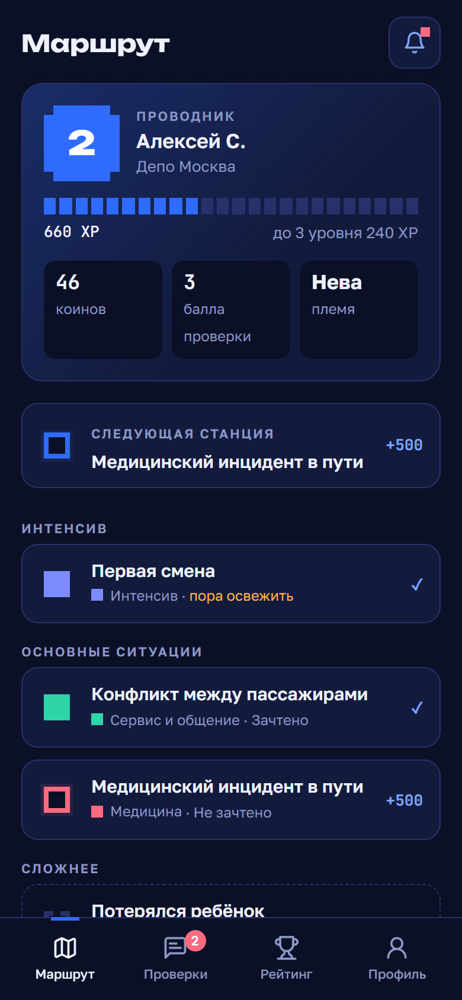 Маршрут
2
ПРОВОДНИК
Алексей С.
Депо Москва
660 XP
до 3 уровня 240 XP
46
коинов
3
балла
проверки
Нева
племя
СЛЕДУЮЩАЯ СТАНЦИЯ
Медицинский инцидент в пути
+500
ИНТЕНСИВ
Первая смена
Интенсив · пора освежить
✓
ОСНОВНЫЕ СИТУАЦИИ
Конфликт между пассажирами
Сервис и общение · Зачтено
✓
Медицинский инцидент в пути
Медицина · Не зачтено
+500
СЛОЖНЕЕ
Потерялся ребёнок
Маршрут
2
Проверки
Рейтинг
Профиль